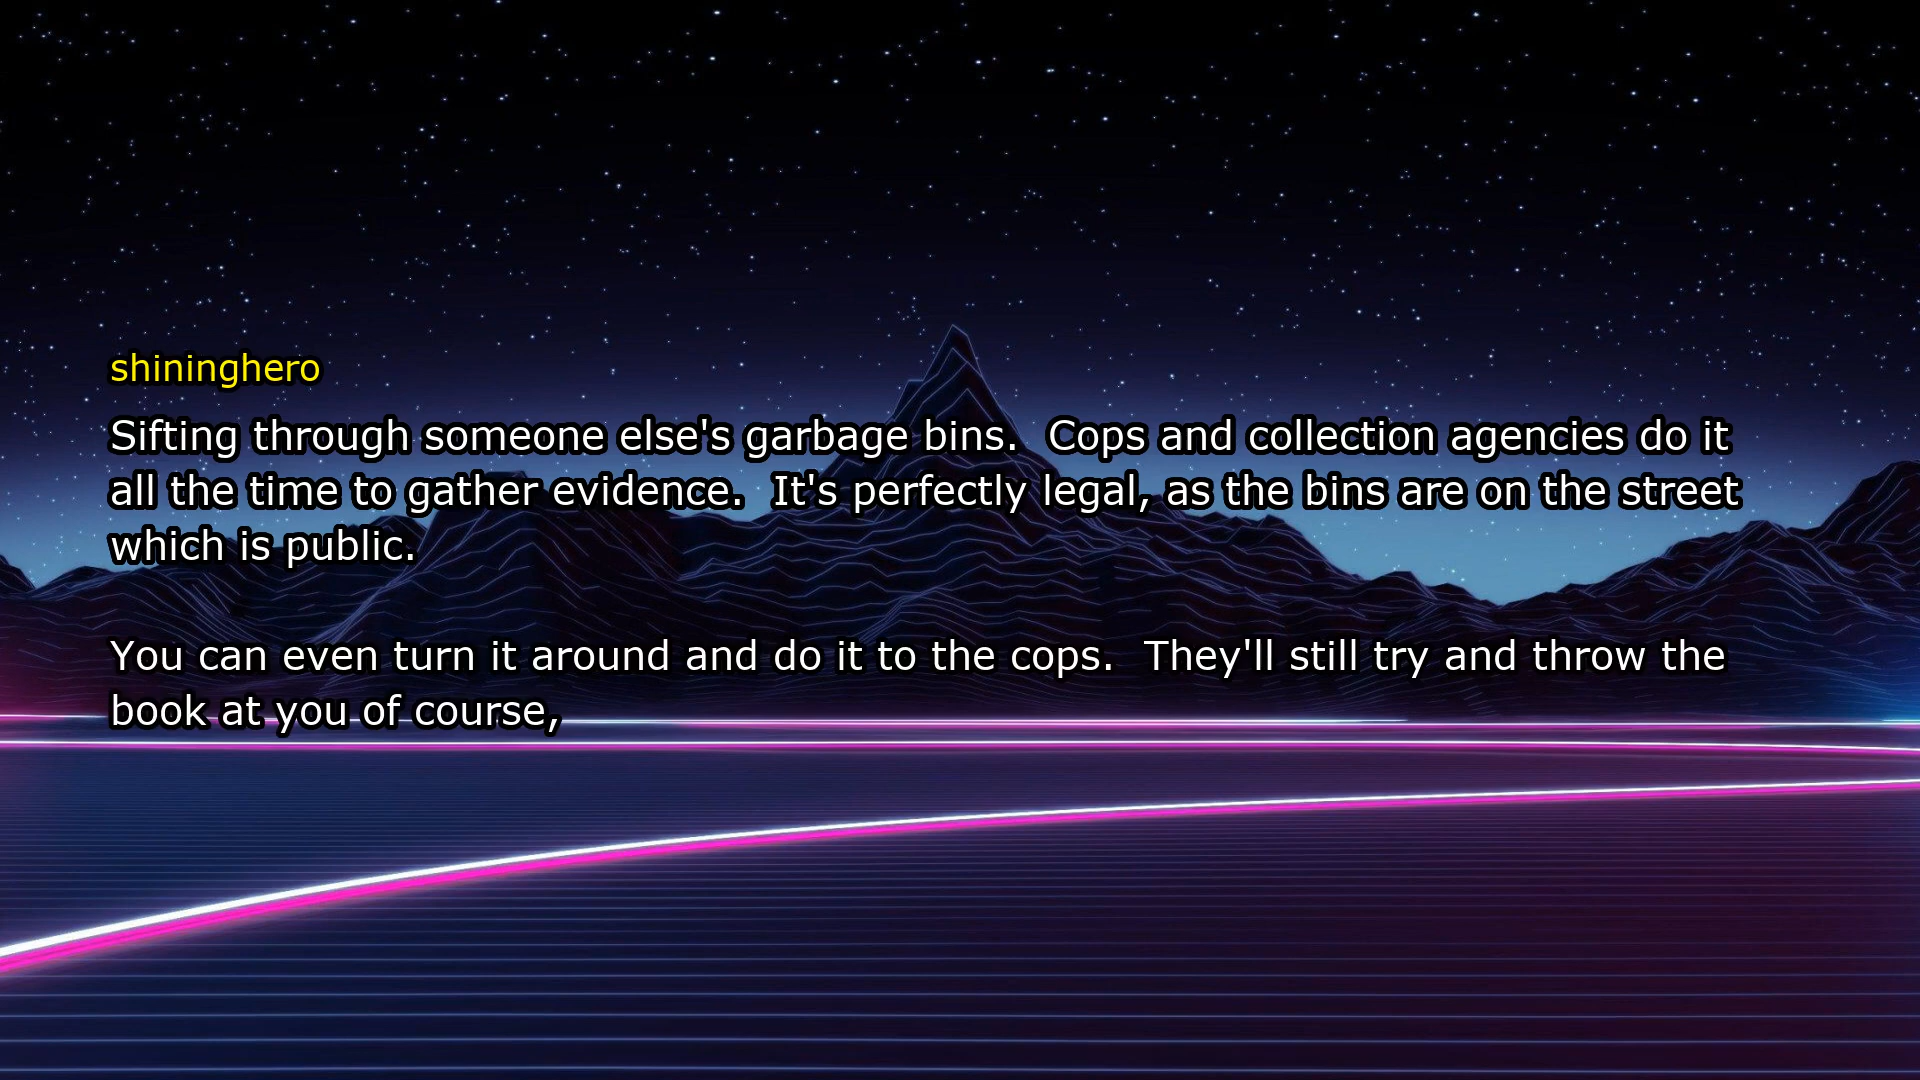 shininghero
Sifting through someone else's garbage bins.  Cops and collection agencies do it
all the time to gather evidence.  It's perfectly legal, as the bins are on the street
which is public.
You can even turn it around and do it to the cops.  They'll still try and throw the
book at you of course,